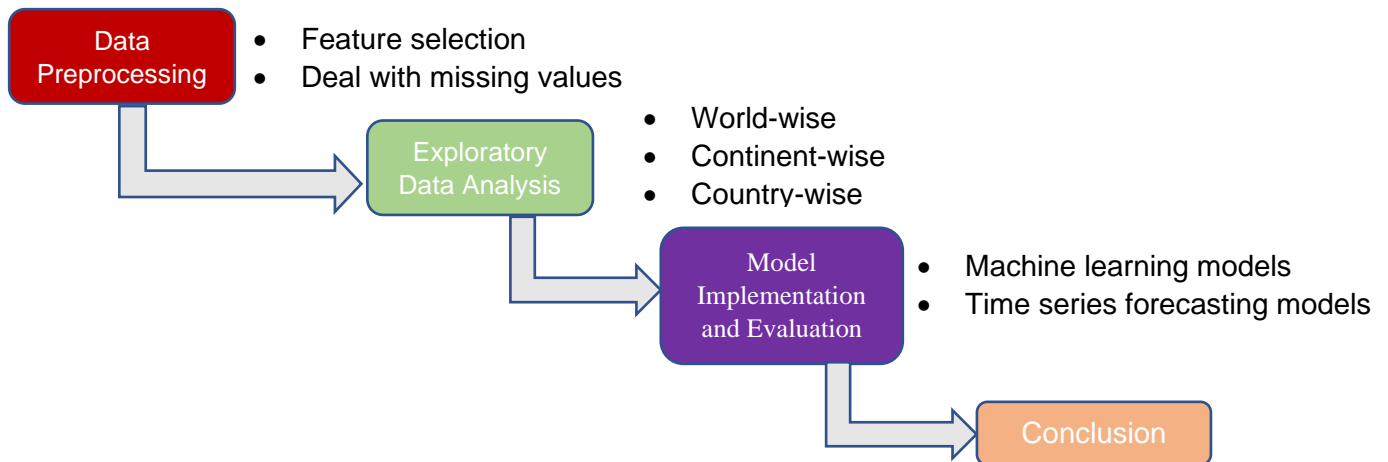 Data
Preprocessing
• Feature selection
• Deal with missing values
Exploratory
Data Analysis
• World-wise
• Continent-wise
• Country-wise
Model
Implementation
and Evaluation
• Machine learning models
• Time series forecasting models
Conclusion